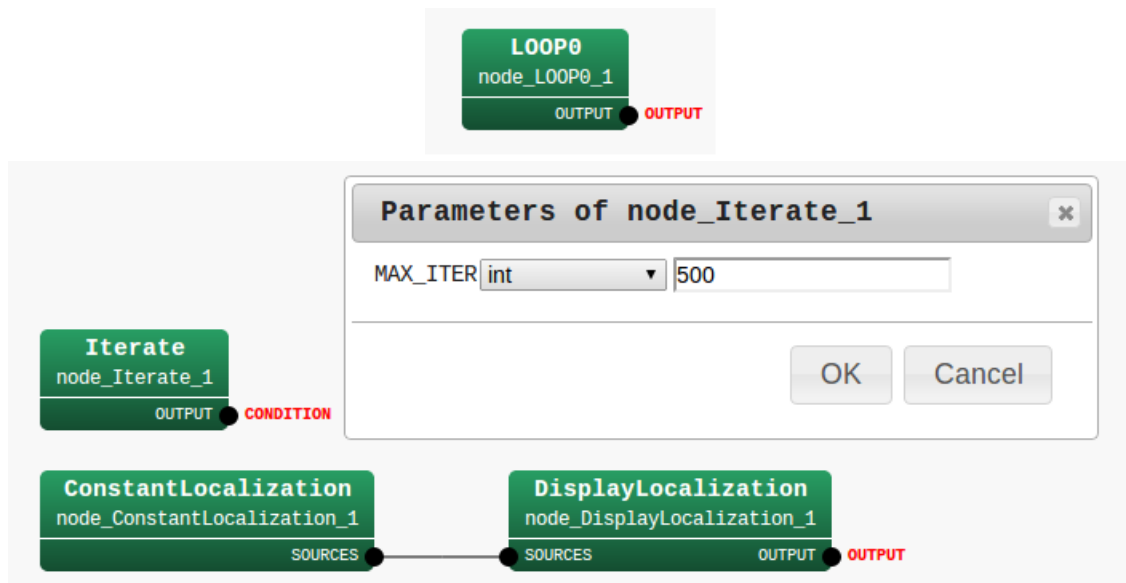 LOOP0
node_LOOP0_1
OUTPUT OUTPUT
Parameters of node_Iterate_1
MAX_ITER int 500
OK Cancel
Iterate
node_Iterate_1
OUTPUT CONDITION
ConstantLocalization
node_ConstantLocalization_1
SOURCES
DisplayLocalization
node_DisplayLocalization_1
SOURCES OUTPUT OUTPUT